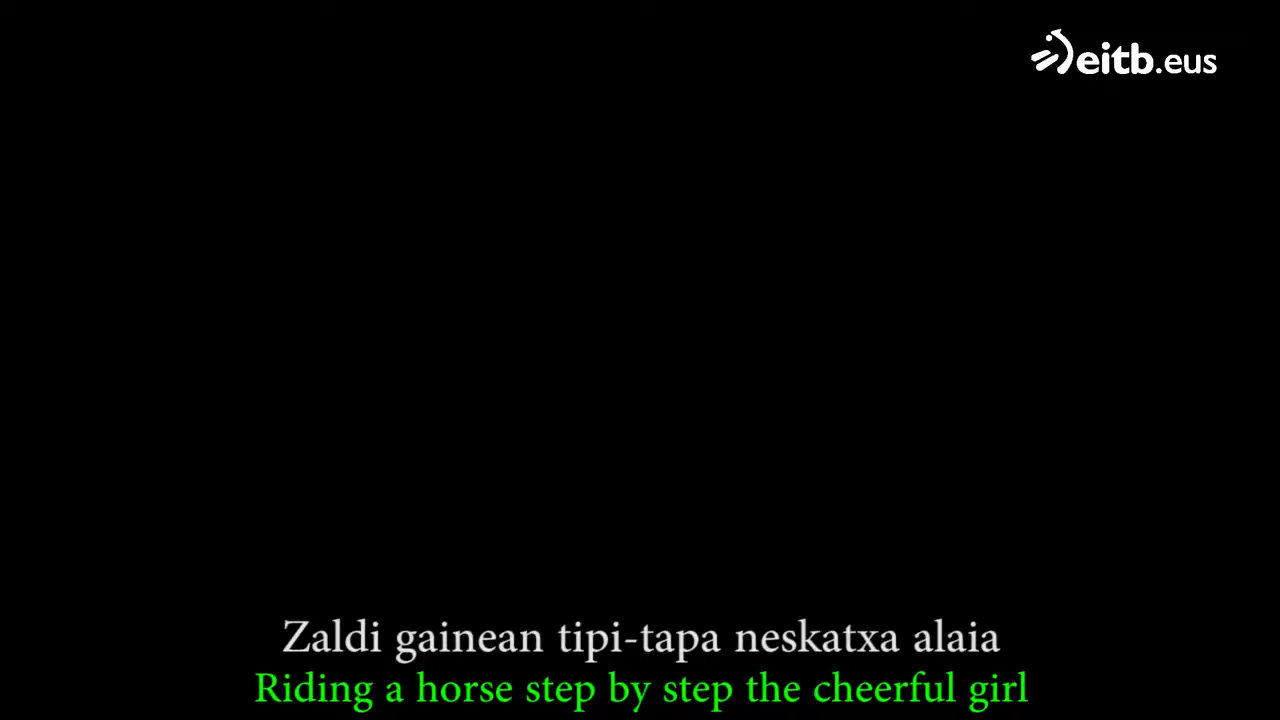 eitb.eus
Zaldi gainean tipi-tapa neskatxa alaia
Riding a horse step by step the cheerful girl